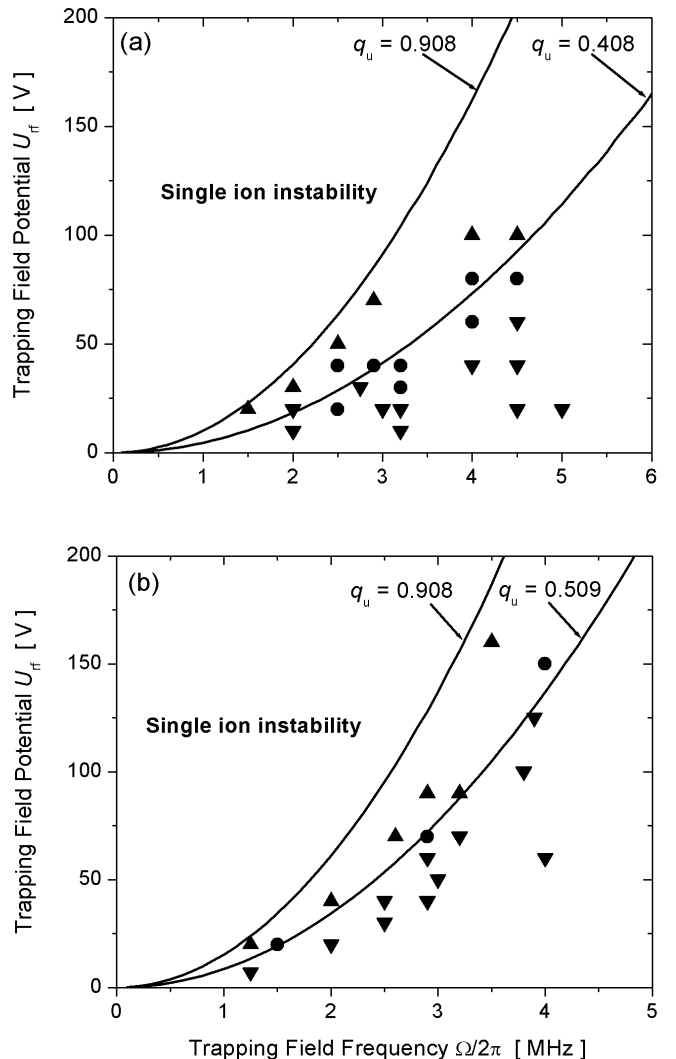 200
(a)
q_u = 0.908
q_u = 0.408
150
Trapping Field Potential U_rf [ V ]
Single ion instability
100
50
0
0 1 2 3 4 5 6
200
(b)
q_u = 0.908
q_u = 0.509
150
Trapping Field Potential U_rf [ V ]
Single ion instability
100
50
0
0 1 2 3 4 5
Trapping Field Frequency Ω/2π [ MHz ]